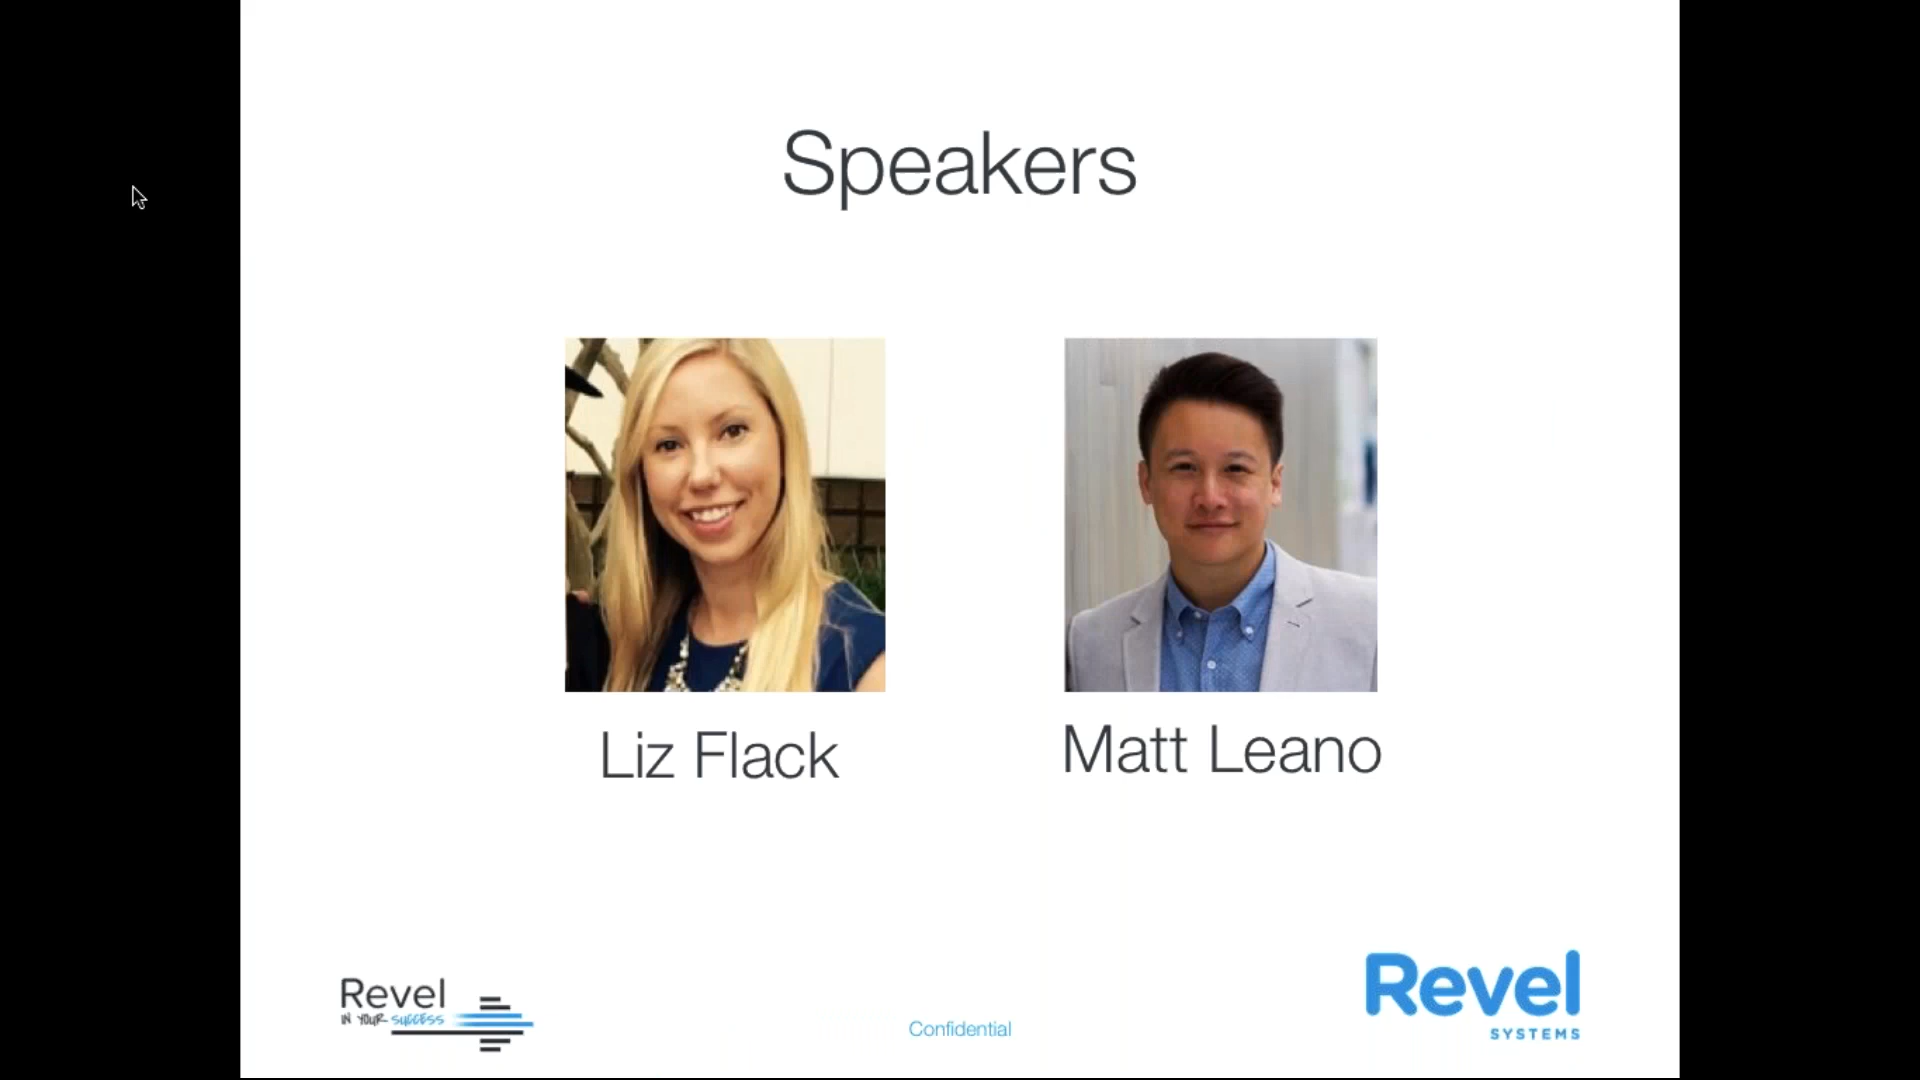 Speakers
Liz Flack
Matt Leano
Revel
IN YOUR SUCCESS
Confidential
Revel
SYSTEMS